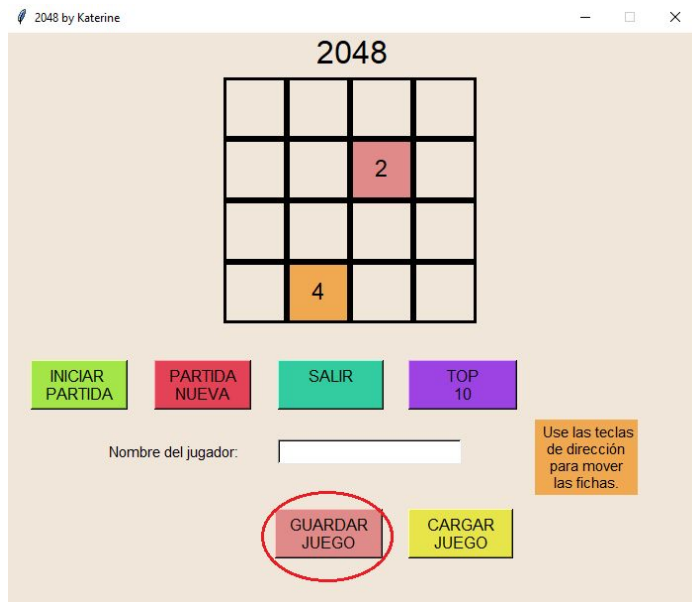 2048 by Katerine
2048
2
4
INICIAR
PARTIDA
PARTIDA
NUEVA
SALIR
TOP
10
Nombre del jugador:
Use las teclas
de dirección
para mover
las fichas.
GUARDAR
JUEGO
CARGAR
JUEGO